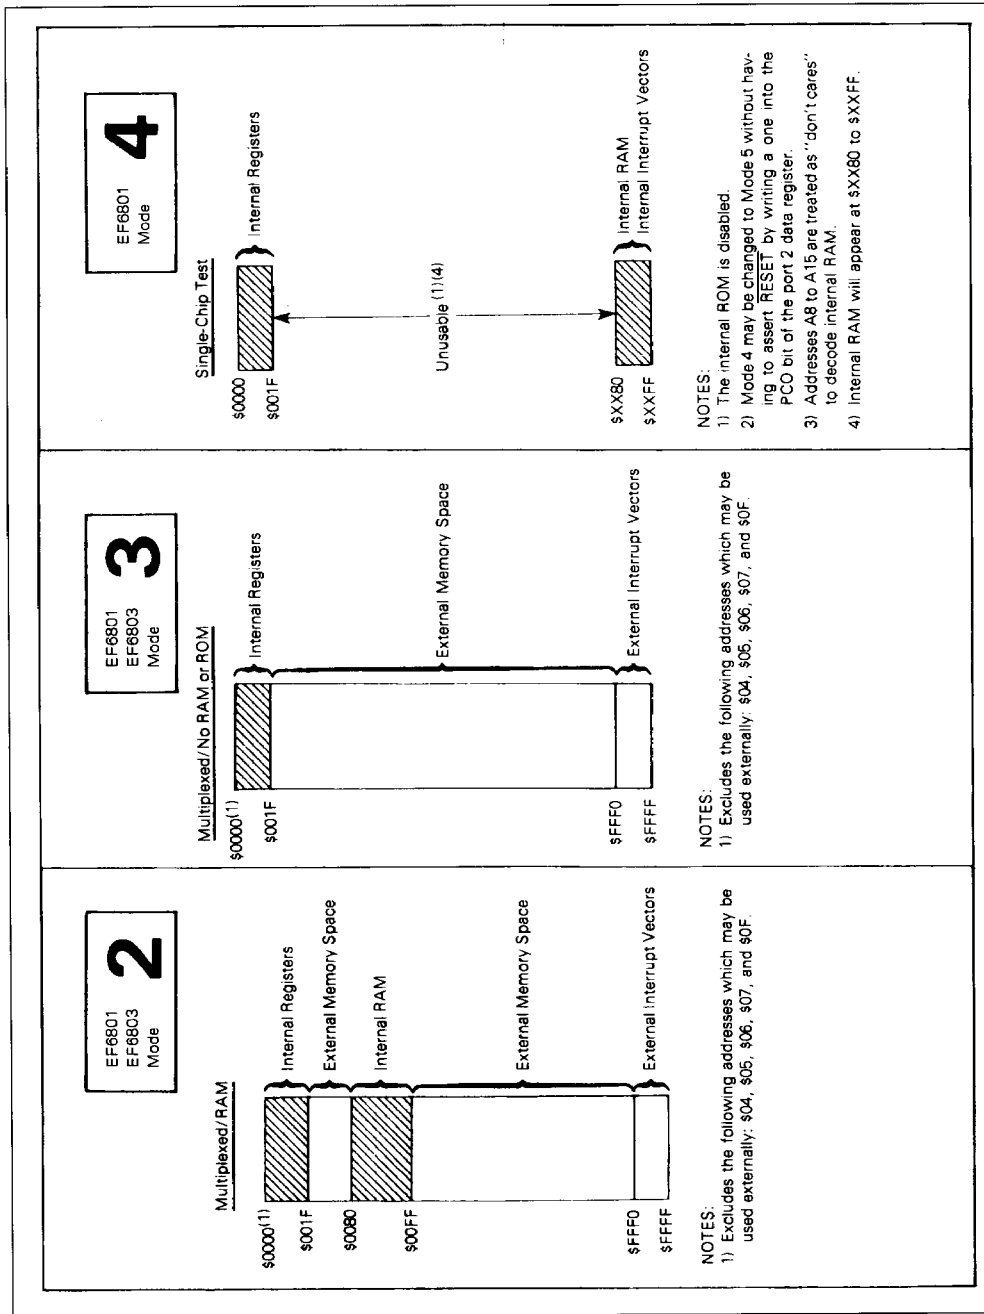 EF6801
EF6803
Mode
2
Multiplexed/RAM
$0000(1)
$001F
$0080
$00FF
$FFF0
$FFFF
Internal Registers
External Memory Space
Internal RAM
External Memory Space
External Interrupt Vectors
NOTES:
1) Excludes the following addresses which may be
used externally: $04, $05, $06, $07, and $0F.
EF6801
EF6803
Mode
3
Multiplexed/No RAM or ROM
$0000(1)
$001F
$FFF0
$FFFF
Internal Registers
External Memory Space
External Interrupt Vectors
NOTES:
1) Excludes the following addresses which may be
used externally: $04, $05, $06, $07, and $0F.
EF6801
Mode
4
Single-Chip Test
$0000
$001F
$XX80
$XXFF
Internal Registers
Unusable (1)(4)
Internal RAM
Internal Interrupt Vectors
NOTES:
1) The internal ROM is disabled.
2) Mode 4 may be changed to Mode 5 without hav-
ing to assert RESET by writing a one into the
PCO bit of the port 2 data register.
3) Addresses A8 to A15 are treated as "don't cares"
to decode internal RAM.
4) Internal RAM will appear at $XX80 to $XXFF.